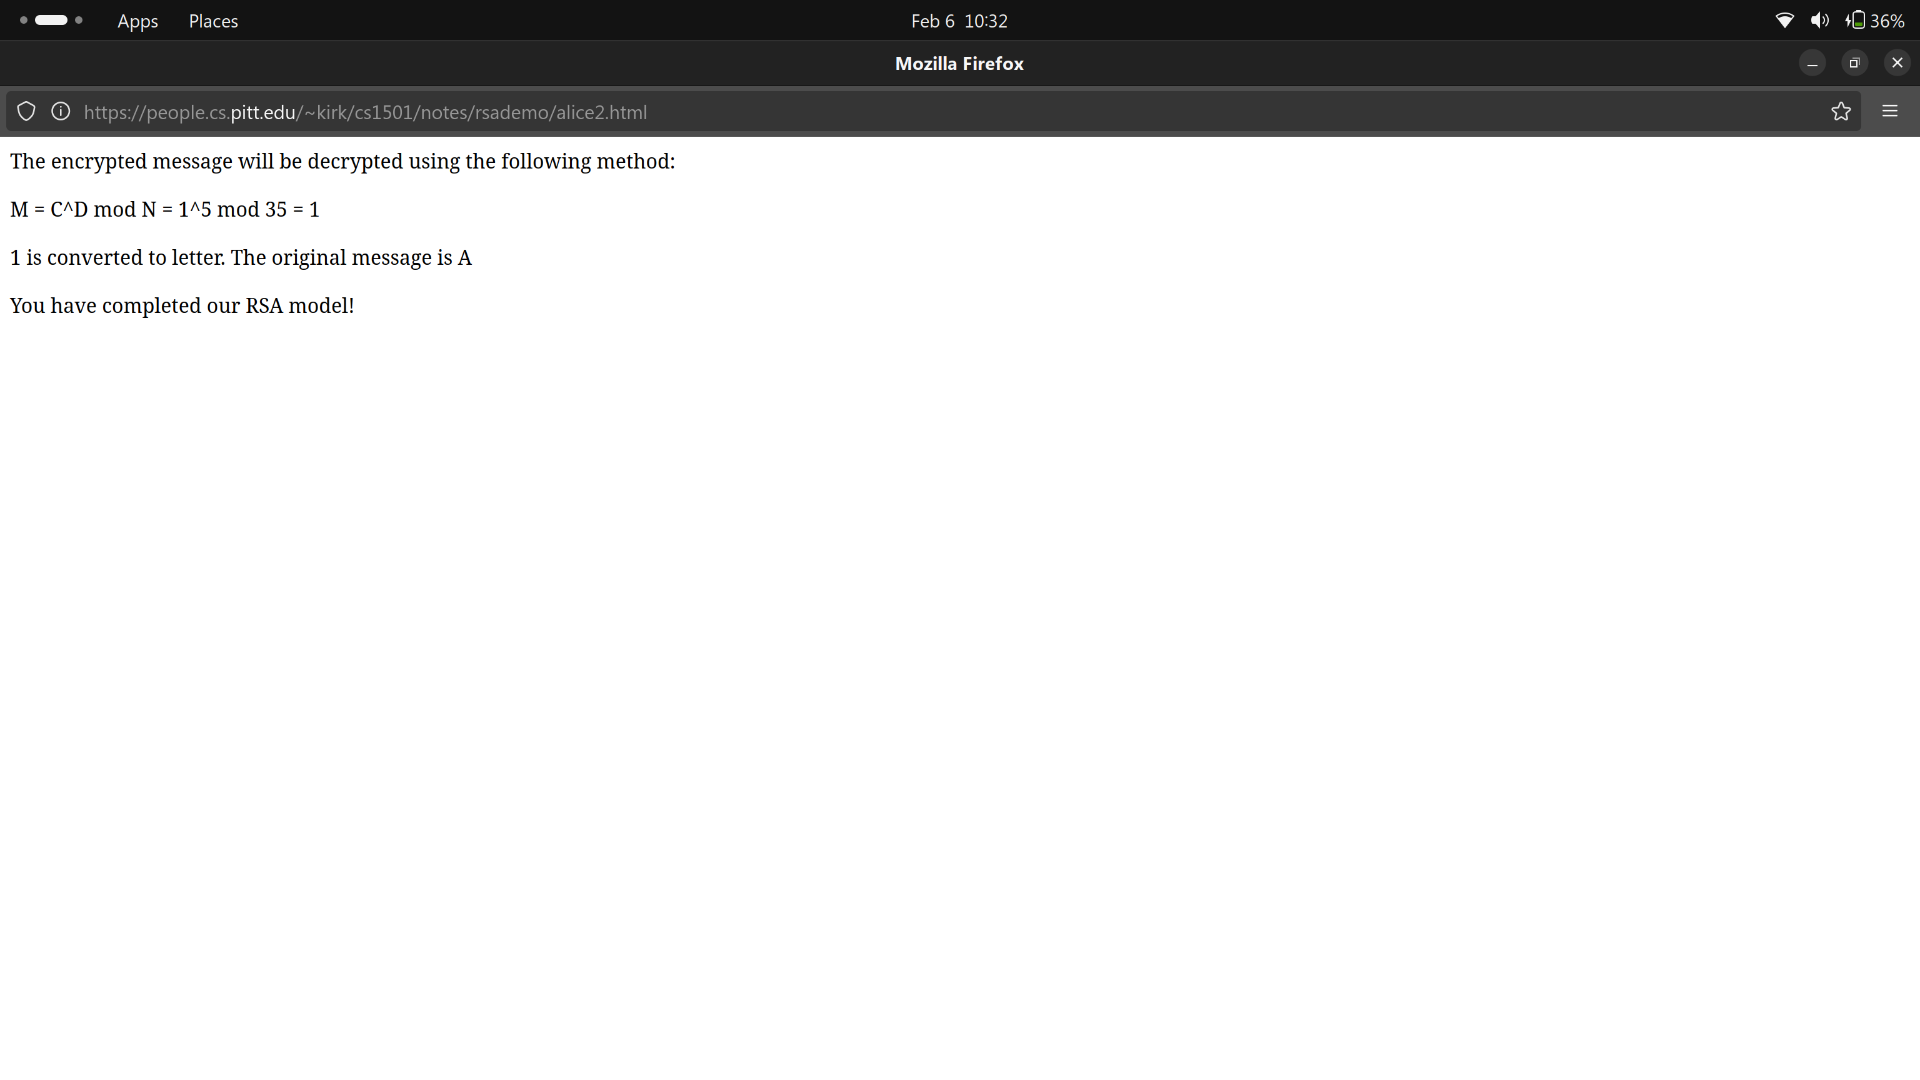 Apps Places Feb 6 10:32 36%
Mozilla Firefox
https://people.cs.pitt.edu/~kirk/cs1501/notes/rsademo/alice2.html
The encrypted message will be decrypted using the following method:
M = C^D mod N = 1^5 mod 35 = 1
1 is converted to letter. The original message is A
You have completed our RSA model!